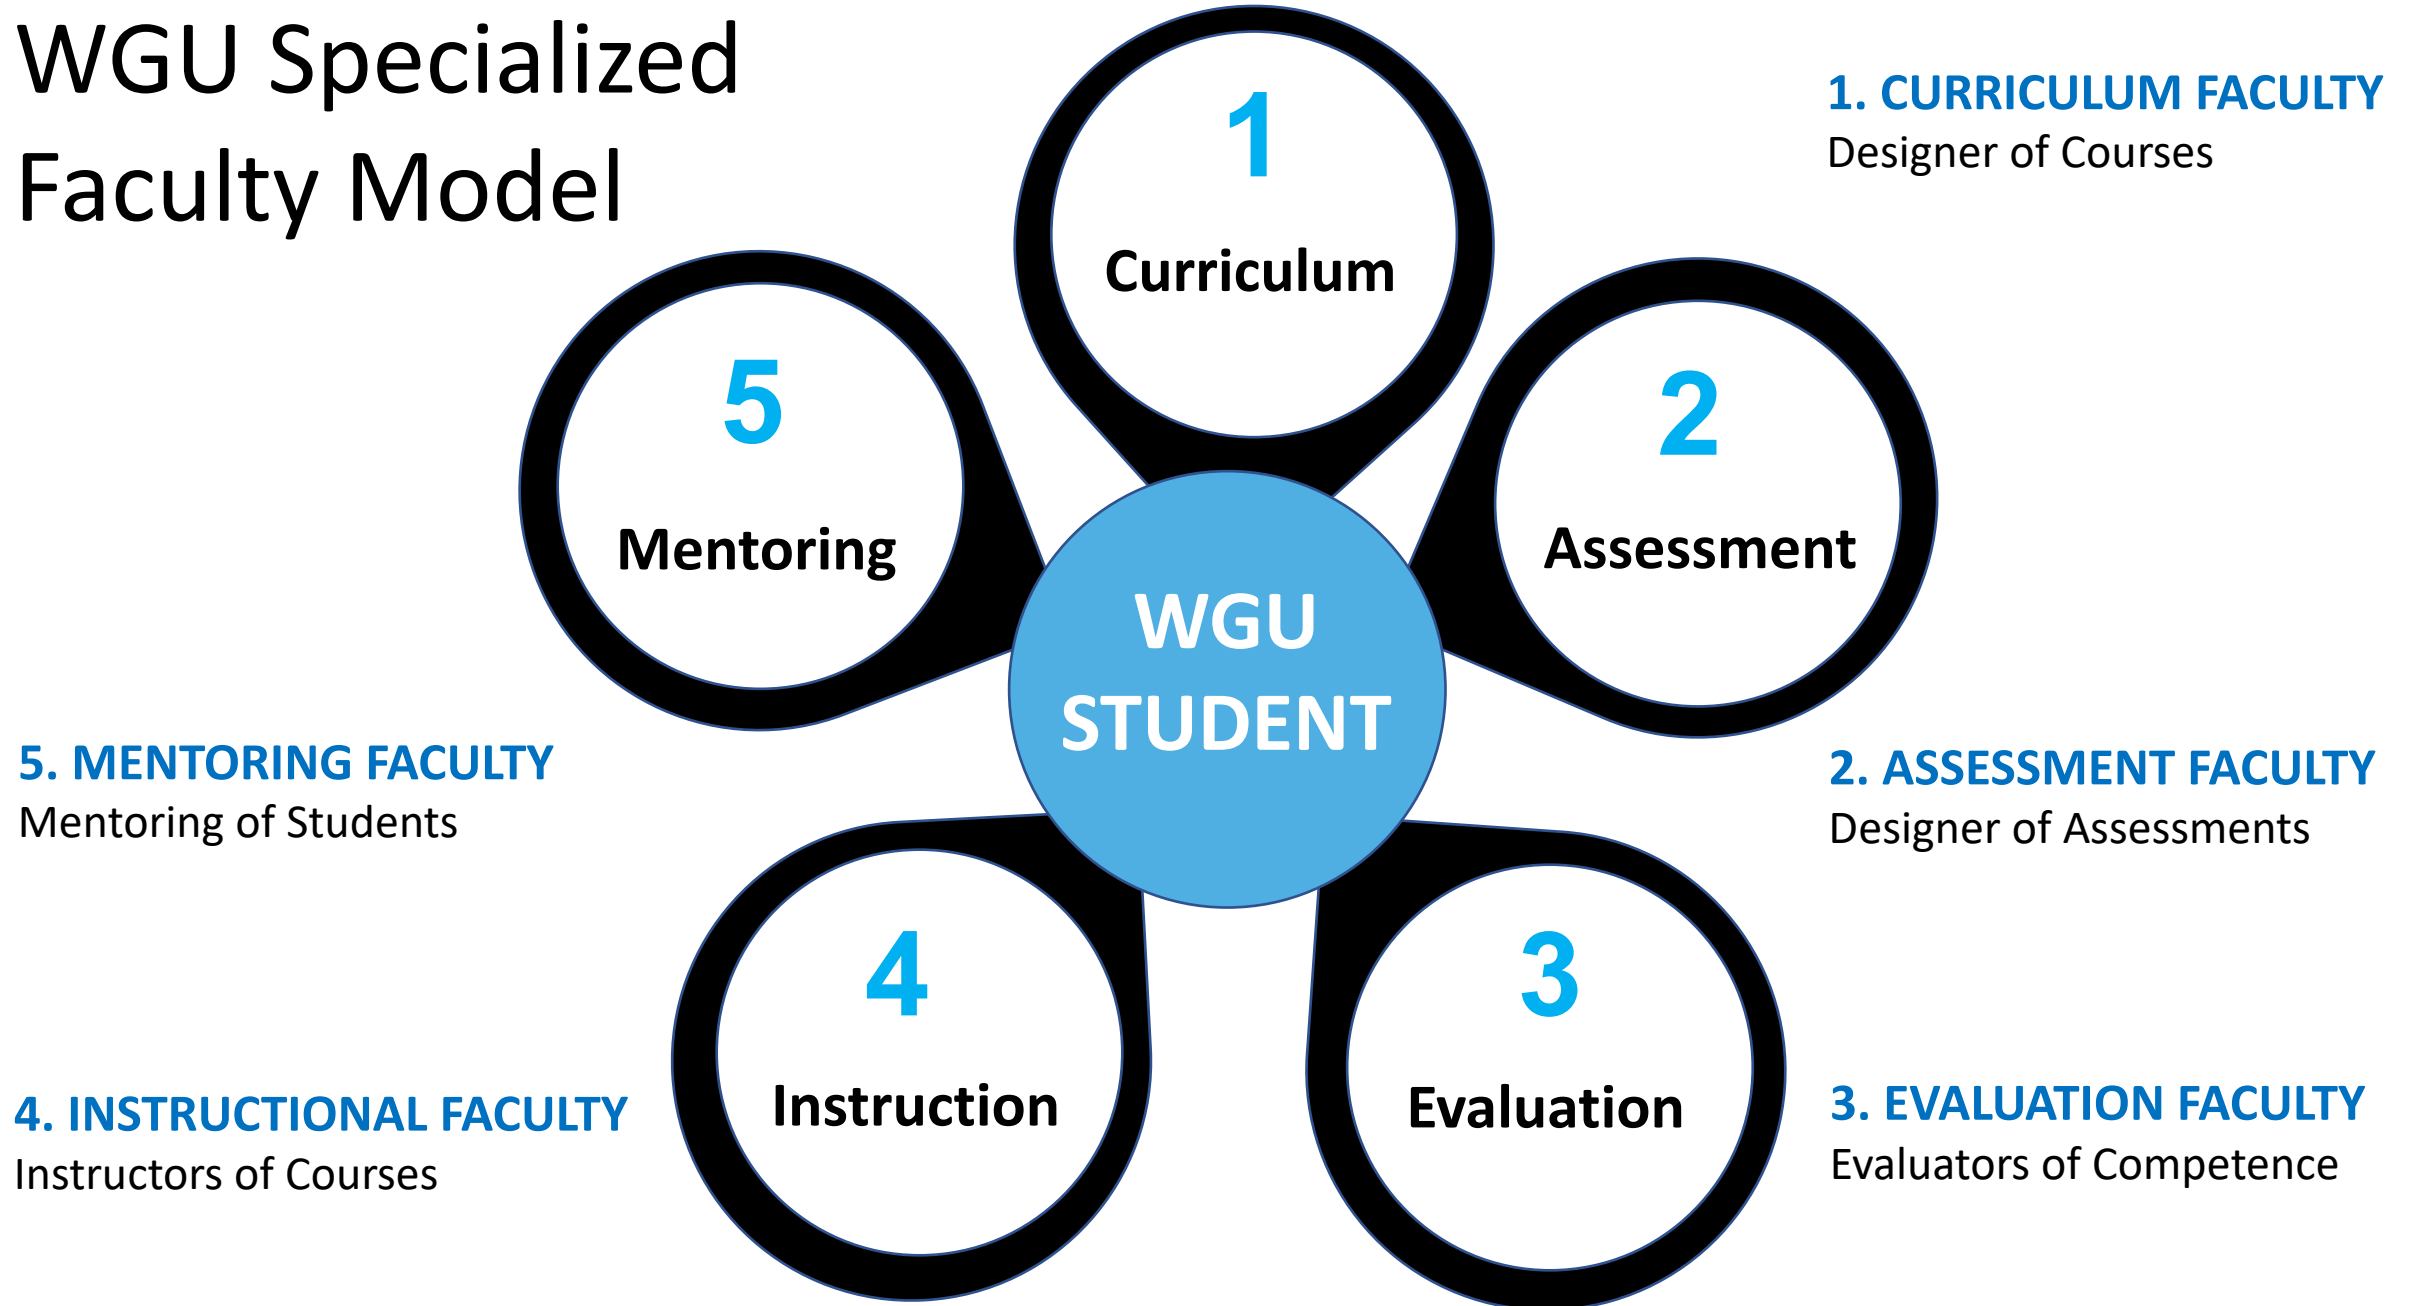 WGU Specialized
Faculty Model
1
Curriculum
1. CURRICULUM FACULTY
Designer of Courses
5
Mentoring
2
Assessment
WGU
STUDENT
5. MENTORING FACULTY
Mentoring of Students
2. ASSESSMENT FACULTY
Designer of Assessments
4
Instruction
3
Evaluation
4. INSTRUCTIONAL FACULTY
Instructors of Courses
3. EVALUATION FACULTY
Evaluators of Competence